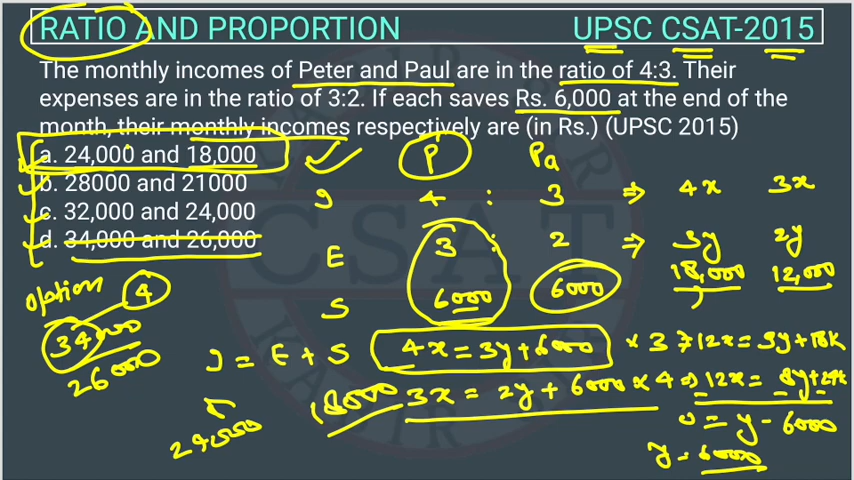 RATIO AND PROPORTION UPSC CSAT-2015
The monthly incomes of Peter and Paul are in the ratio of 4:3. Their
expenses are in the ratio of 3:2. If each saves Rs. 6,000 at the end of the
month, their monthly incomes respectively are (in Rs.) (UPSC 2015)
a. 24,000 and 18,000
b. 28000 and 21000
c. 32,000 and 24,000
d. 34,000 and 26,000
P Pa
I 4 : 3 ⇒ 4x 3x
E 3 : 2 ⇒ 3y 2y
18,000 12,000
S 6000 6000
option 4
34000
26000
I = E + S
4x = 3y + 6000 × 3 ⇒ 12x = 9y + 18k
3x = 2y + 6000 × 4 ⇒ 12x = 8y + 24k
18000
24000
0 = y - 6000
y = 6000
CSAT